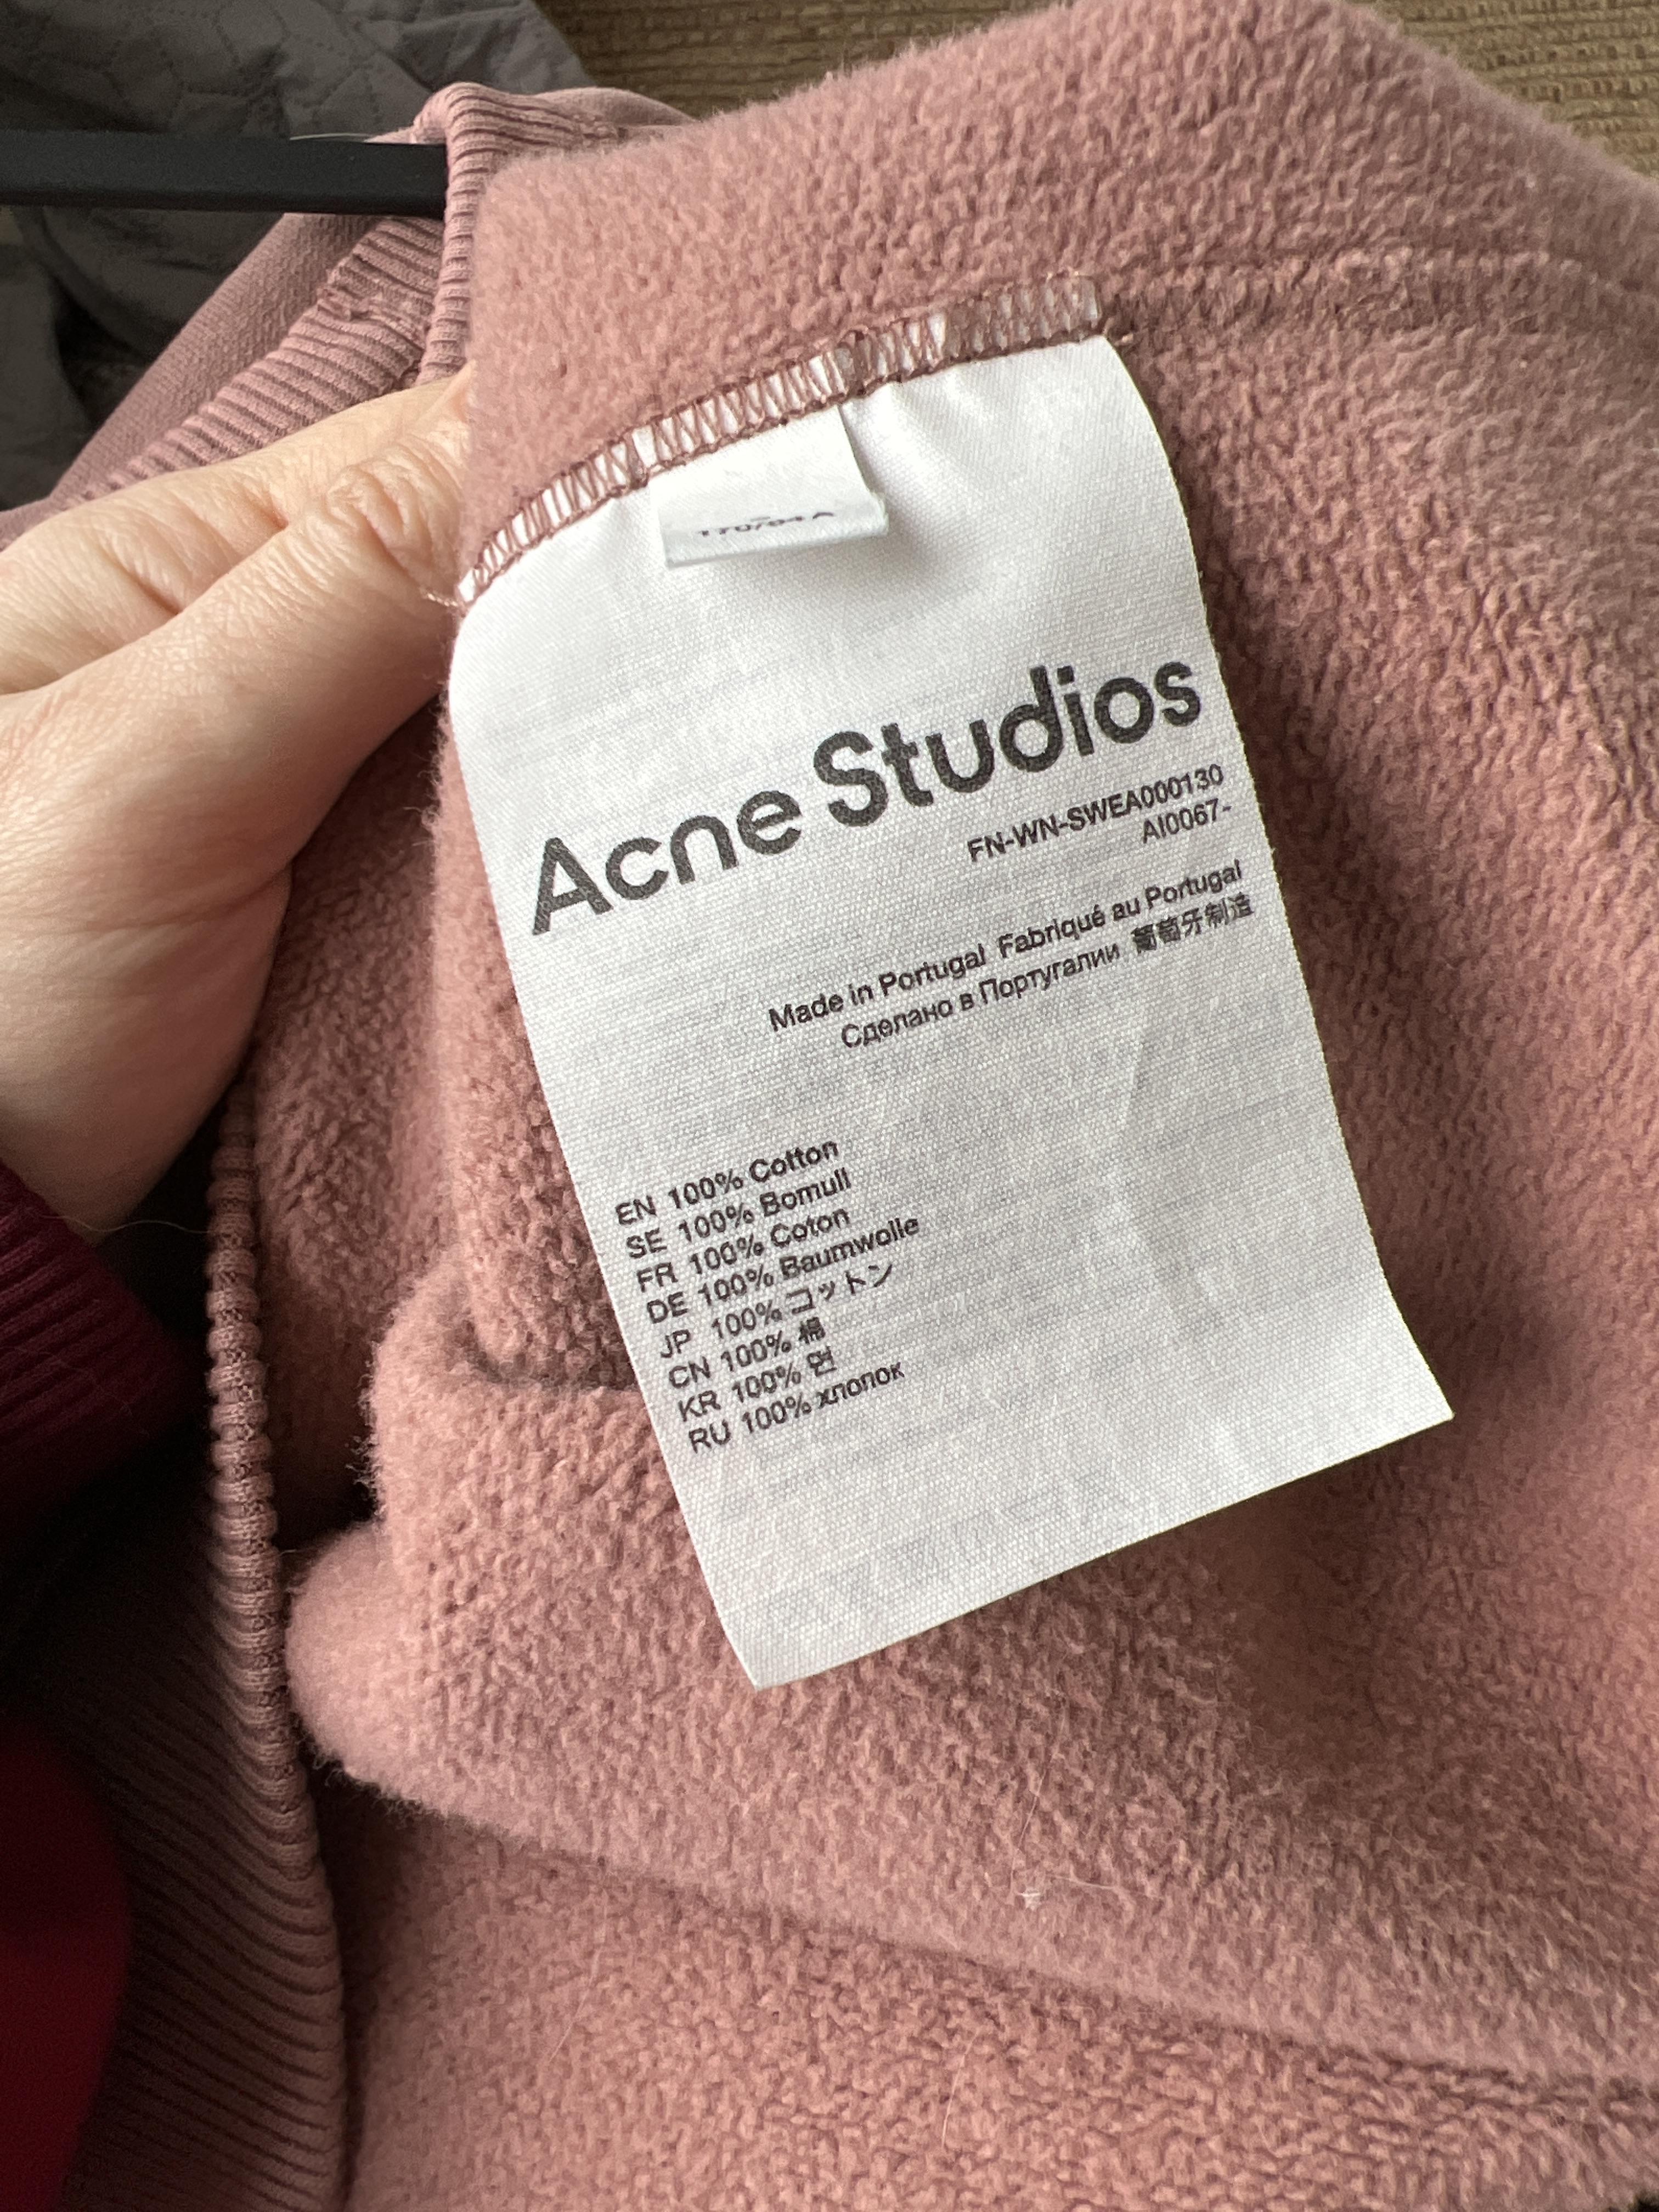 Acne Studios
FN-WN-SWEA000130
AI0067-
Made in Portugal Fabriqué au Portugal
Сделано в Португалии 葡萄牙制造
EN 100% Cotton
SE 100% Bomull
FR 100% Coton
DE 100% Baumwolle
JP 100% コットン
CN 100% 棉
KR 100% 면
RU 100% хлопок